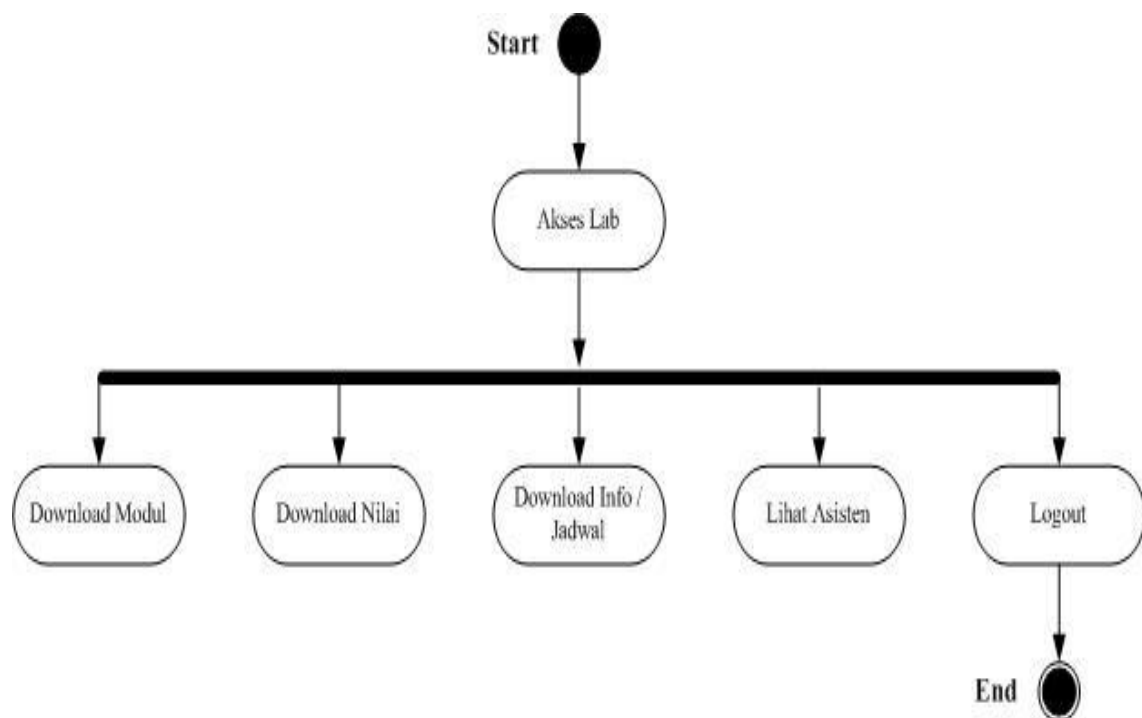 Start
Akses Lab
Download Modul
Download Nilai
Download Info /
Jadwal
Lihat Asisten
Logout
End